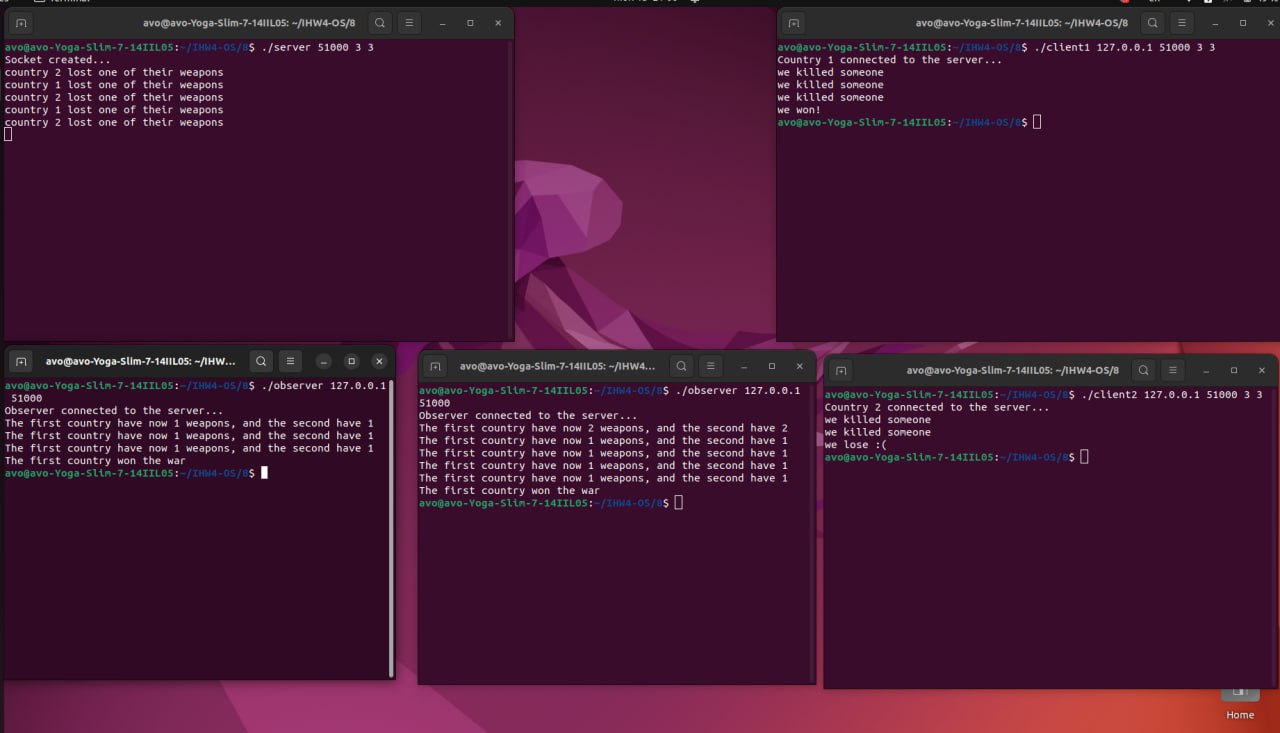 avo@avo-Yoga-Slim-7-14IIL05: ~/IHW4-OS/8
avo@avo-Yoga-Slim-7-14IIL05:~/IHW4-OS/8$ ./server 51000 3 3
Socket created...
country 2 lost one of their weapons
country 1 lost one of their weapons
country 2 lost one of their weapons
country 1 lost one of their weapons
country 2 lost one of their weapons
avo@avo-Yoga-Slim-7-14IIL05: ~/IHW4-OS/8
avo@avo-Yoga-Slim-7-14IIL05:~/IHW4-OS/8$ ./client1 127.0.0.1 51000 3 3
Country 1 connected to the server...
we killed someone
we killed someone
we killed someone
we won!
avo@avo-Yoga-Slim-7-14IIL05:~/IHW4-OS/8$
avo@avo-Yoga-Slim-7-14IIL05: ~/IHW...
avo@avo-Yoga-Slim-7-14IIL05:~/IHW4-OS/8$ ./observer 127.0.0.1
51000
Observer connected to the server...
The first country have now 1 weapons, and the second have 1
The first country have now 1 weapons, and the second have 1
The first country have now 1 weapons, and the second have 1
The first country won the war
avo@avo-Yoga-Slim-7-14IIL05:~/IHW4-OS/8$
avo@avo-Yoga-Slim-7-14IIL05: ~/IHW4...
avo@avo-Yoga-Slim-7-14IIL05:~/IHW4-OS/8$ ./observer 127.0.0.1
51000
Observer connected to the server...
The first country have now 2 weapons, and the second have 2
The first country have now 1 weapons, and the second have 1
The first country have now 1 weapons, and the second have 1
The first country have now 1 weapons, and the second have 1
The first country have now 1 weapons, and the second have 1
The first country won the war
avo@avo-Yoga-Slim-7-14IIL05:~/IHW4-OS/8$
avo@avo-Yoga-Slim-7-14IIL05: ~/IHW4-OS/8
avo@avo-Yoga-Slim-7-14IIL05:~/IHW4-OS/8$ ./client2 127.0.0.1 51000 3 3
Country 2 connected to the server...
we killed someone
we killed someone
we lose :(
avo@avo-Yoga-Slim-7-14IIL05:~/IHW4-OS/8$
Home